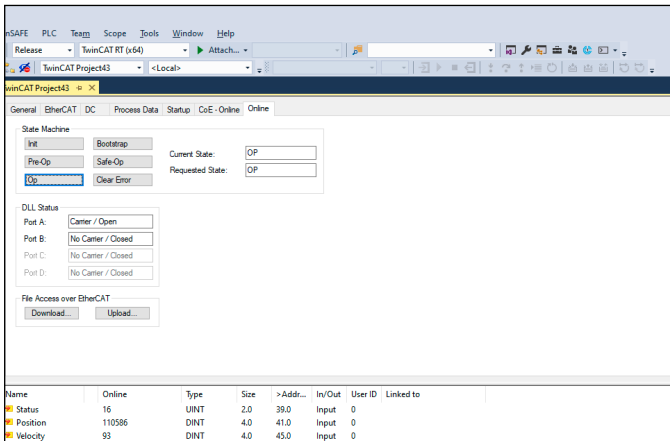 nSAFE PLC Team Scope Tools Window Help
Release TwinCAT RT (x64) Attach...
TwinCAT Project43 <Local>
winCAT Project43
General EtherCAT DC Process Data Startup CoE - Online Online
State Machine
Init Bootstrap
Pre-Op Safe-Op
Op Clear Error
Current State: OP
Requested State: OP
DLL Status
Port A: Carrier / Open
Port B: No Carrier / Closed
Port C: No Carrier / Closed
Port D: No Carrier / Closed
File Access over EtherCAT
Download... Upload...
Name Online Type Size >Addr... In/Out User ID Linked to
Status 16 UINT 2.0 39.0 Input 0
Position 110586 DINT 4.0 41.0 Input 0
Velocity 93 DINT 4.0 45.0 Input 0